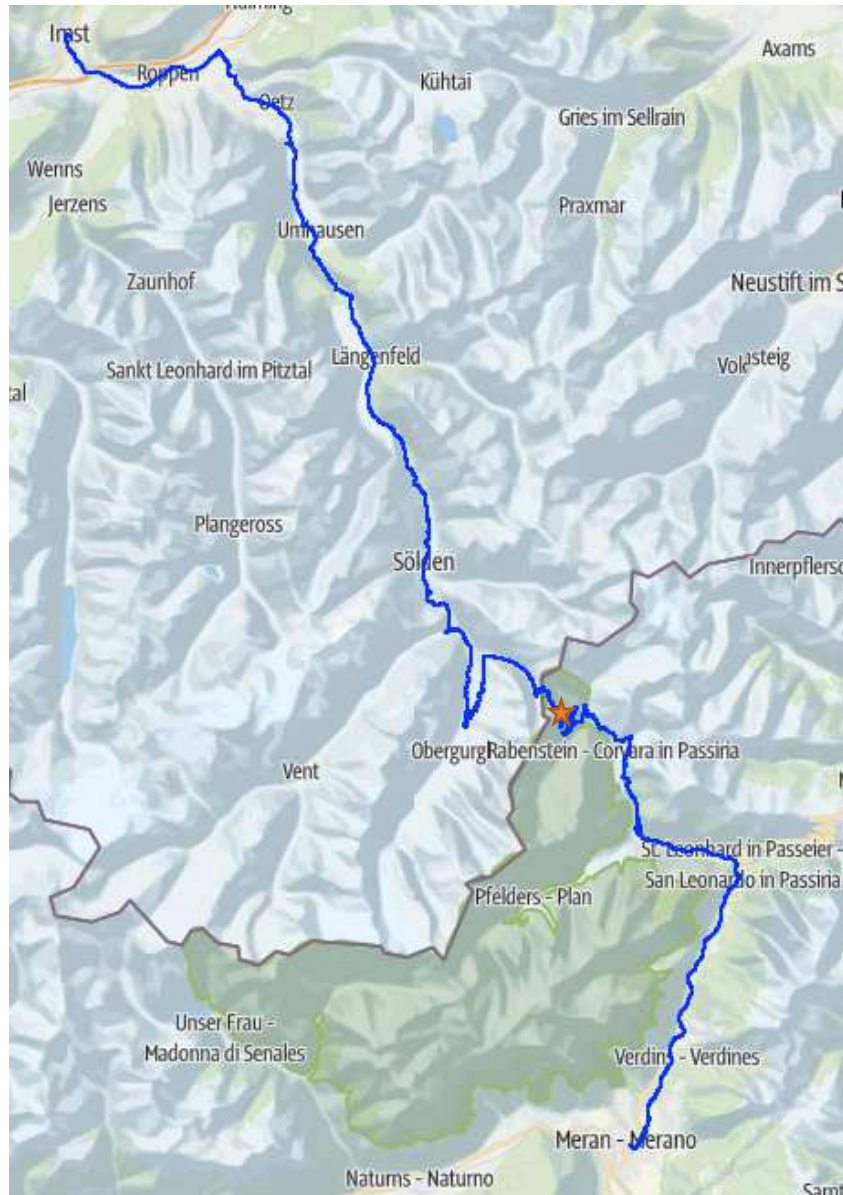 Imst
Roppen
Oetz
Kühtai
Axams
Gries im Sellrain
Wenns
Jerzens
Praxmar
Umhausen
Zaunhof
Neustift im S
Längenfeld
Sankt Leonhard im Pitztal
asteig
Plangeross
Sölden
Innerpflersc
Obergurgl
Rabenstein - Corvara in Passiria
Vent
St. Leonhard in Passeier -
San Leonardo in Passiria
Pfelders - Plan
Unser Frau -
Madonna di Senales
Verdins - Verdines
Meran - Merano
Naturns - Naturno